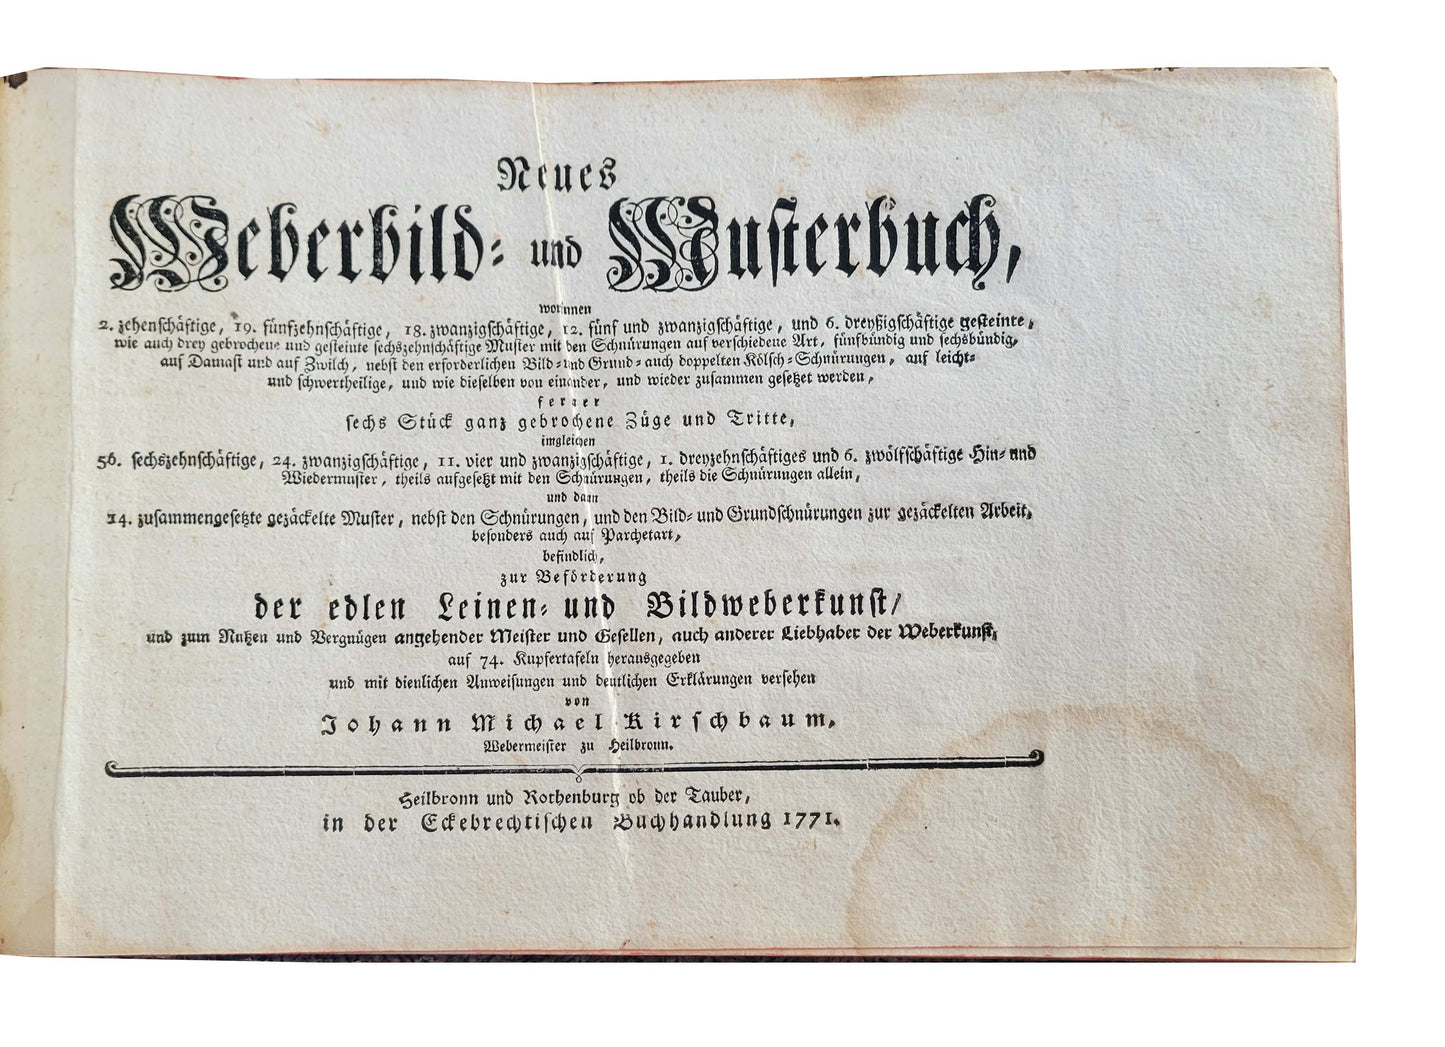 Neues
Weberbild- und Musterbuch,
worinnen
2. zehenschäftige, 19. fünfzehnschäftige, 18. zwanzigschäftige, 12. fünf und zwanzigschäftige, und 6. dreyßigschäftige gesteinte,
wie auch drey gebrochene und gesteinte sechszehnschäftige Muster mit den Schnürungen auf verschiedene Art, fünfbündig und sechsbündig,
auf Damast und auf Zwilch, nebst den erforderlichen Bild- und Grund- auch doppelten Kölsch-Schnürungen, auf leicht-
und schwertheilige, und wie dieselben von einander, und wieder zusammen gesetzet werden,
ferner
sechs Stück ganz gebrochene Züge und Tritte,
imgleichen
56. sechszehnschäftige, 24. zwanzigschäftige, 11. vier und zwanzigschäftige, 1. dreyzehnschäftiges und 6. zwölfschäftige Hin- und
Wiedermuster, theils aufgesetzt mit den Schnürungen, theils die Schnürungen allein,
und dann
14. zusammengesetzte gezäckelte Muster, nebst den Schnürungen, und den Bild- und Grundschnürungen zur gezäckelten Arbeit,
besonders auch auf Parchetart,
befindlich,
zur Beförderung
der edlen Leinen- und Bildweberkunst/
und zum Nutzen und Vergnügen angehender Meister und Gesellen, auch anderer Liebhaber der Weberkunst,
auf 74. Kupfertafeln herausgegeben
und mit dienlichen Anweisungen und deutlichen Erklärungen versehen
von
Johann Michael Kirschbaum,
Webermeister zu Heilbronn.
Heilbronn und Rothenburg ob der Tauber,
in der Eckebrechtischen Buchhandlung 1771.